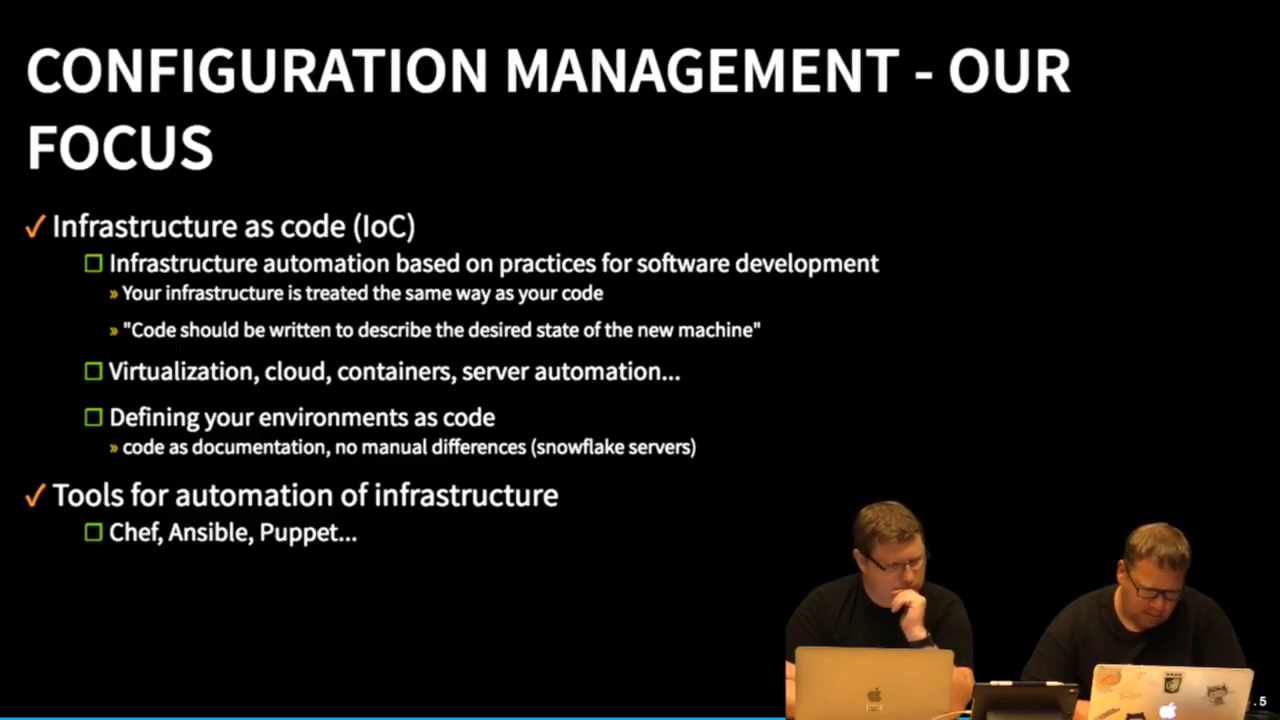 CONFIGURATION MANAGEMENT - OUR
FOCUS
✓ Infrastructure as code (IoC)
Infrastructure automation based on practices for software development
» Your infrastructure is treated the same way as your code
» "Code should be written to describe the desired state of the new machine"
Virtualization, cloud, containers, server automation...
Defining your environments as code
» code as documentation, no manual differences (snowflake servers)
✓ Tools for automation of infrastructure
Chef, Ansible, Puppet...
. 5